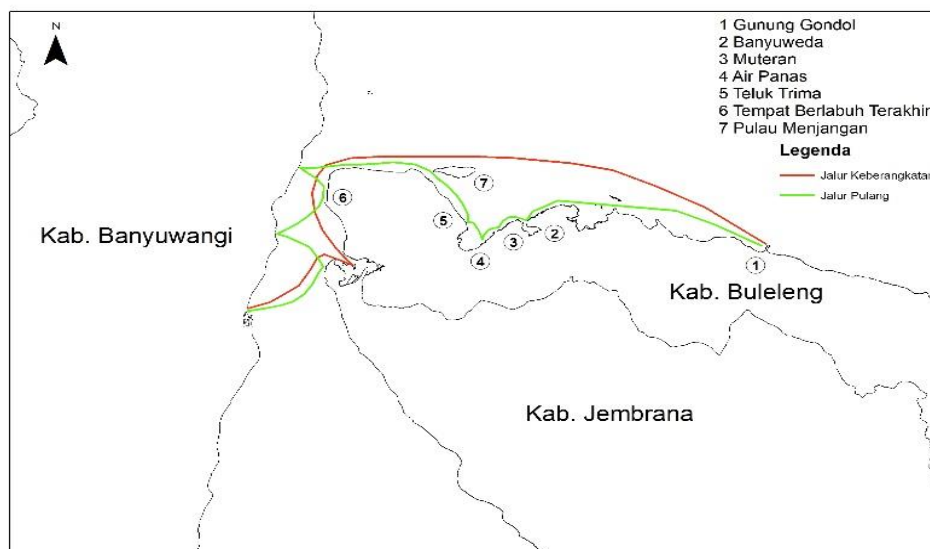 N
1 Gunung Gondol
2 Banyuweda
3 Muteran
4 Air Panas
5 Teluk Trima
6 Tempat Berlabuh Terakhir
7 Pulau Menjangan
Legenda
Jalur Keberangkatan
Jalur Pulang
7
6
5
3
2
4
1
Kab. Banyuwangi
Kab. Buleleng
Kab. Jembrana